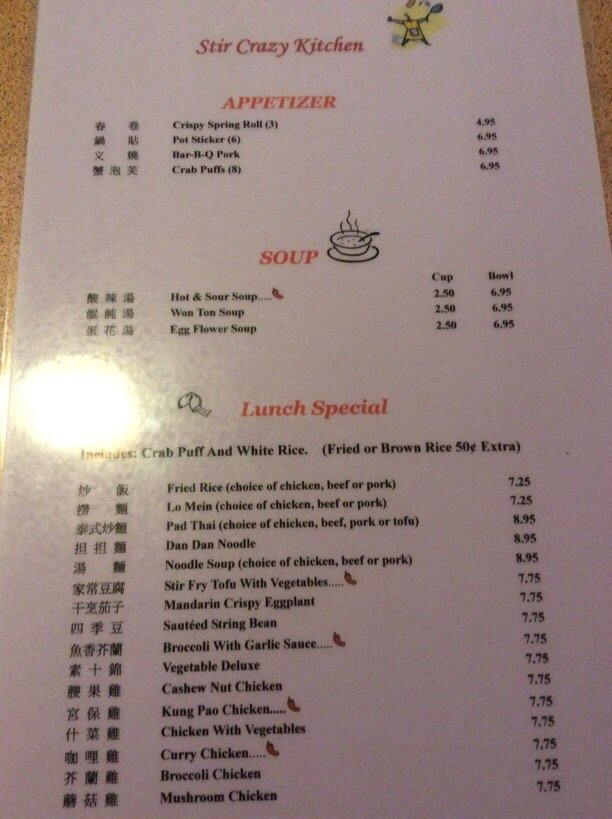 Stir Crazy Kitchen
APPETIZER
春 卷 Crispy Spring Roll (3) 4.95
鍋 貼 Pot Sticker (6) 6.95
义 燒 Bar-B-Q Pork 6.95
蟹 泡 芙 Crab Puffs (8) 6.95
SOUP
Cup Bowl
酸 辣 湯 Hot & Sour Soup..... 2.50 6.95
餛 飩 湯 Won Ton Soup 2.50 6.95
蛋 花 湯 Egg Flower Soup 2.50 6.95
Lunch Special
Includes: Crab Puff And White Rice. (Fried or Brown Rice 50¢ Extra)
炒 飯 Fried Rice (choice of chicken, beef or pork) 7.25
撈 麵 Lo Mein (choice of chicken, beef or pork) 7.25
泰式炒麵 Pad Thai (choice of chicken, beef, pork or tofu) 8.95
担 担 麵 Dan Dan Noodle 8.95
湯 麵 Noodle Soup (choice of chicken, beef or pork) 8.95
家常豆腐 Stir Fry Tofu With Vegetables..... 7.75
干烹茄子 Mandarin Crispy Eggplant 7.75
四 季 豆 Sautéed String Bean 7.75
魚香芥蘭 Broccoli With Garlic Sauce..... 7.75
素 十 錦 Vegetable Deluxe 7.75
腰 果 雞 Cashew Nut Chicken 7.75
宮 保 雞 Kung Pao Chicken..... 7.75
什 菜 雞 Chicken With Vegetables 7.75
咖 哩 雞 Curry Chicken..... 7.75
芥 蘭 雞 Broccoli Chicken 7.75
蘑 菇 雞 Mushroom Chicken 7.75